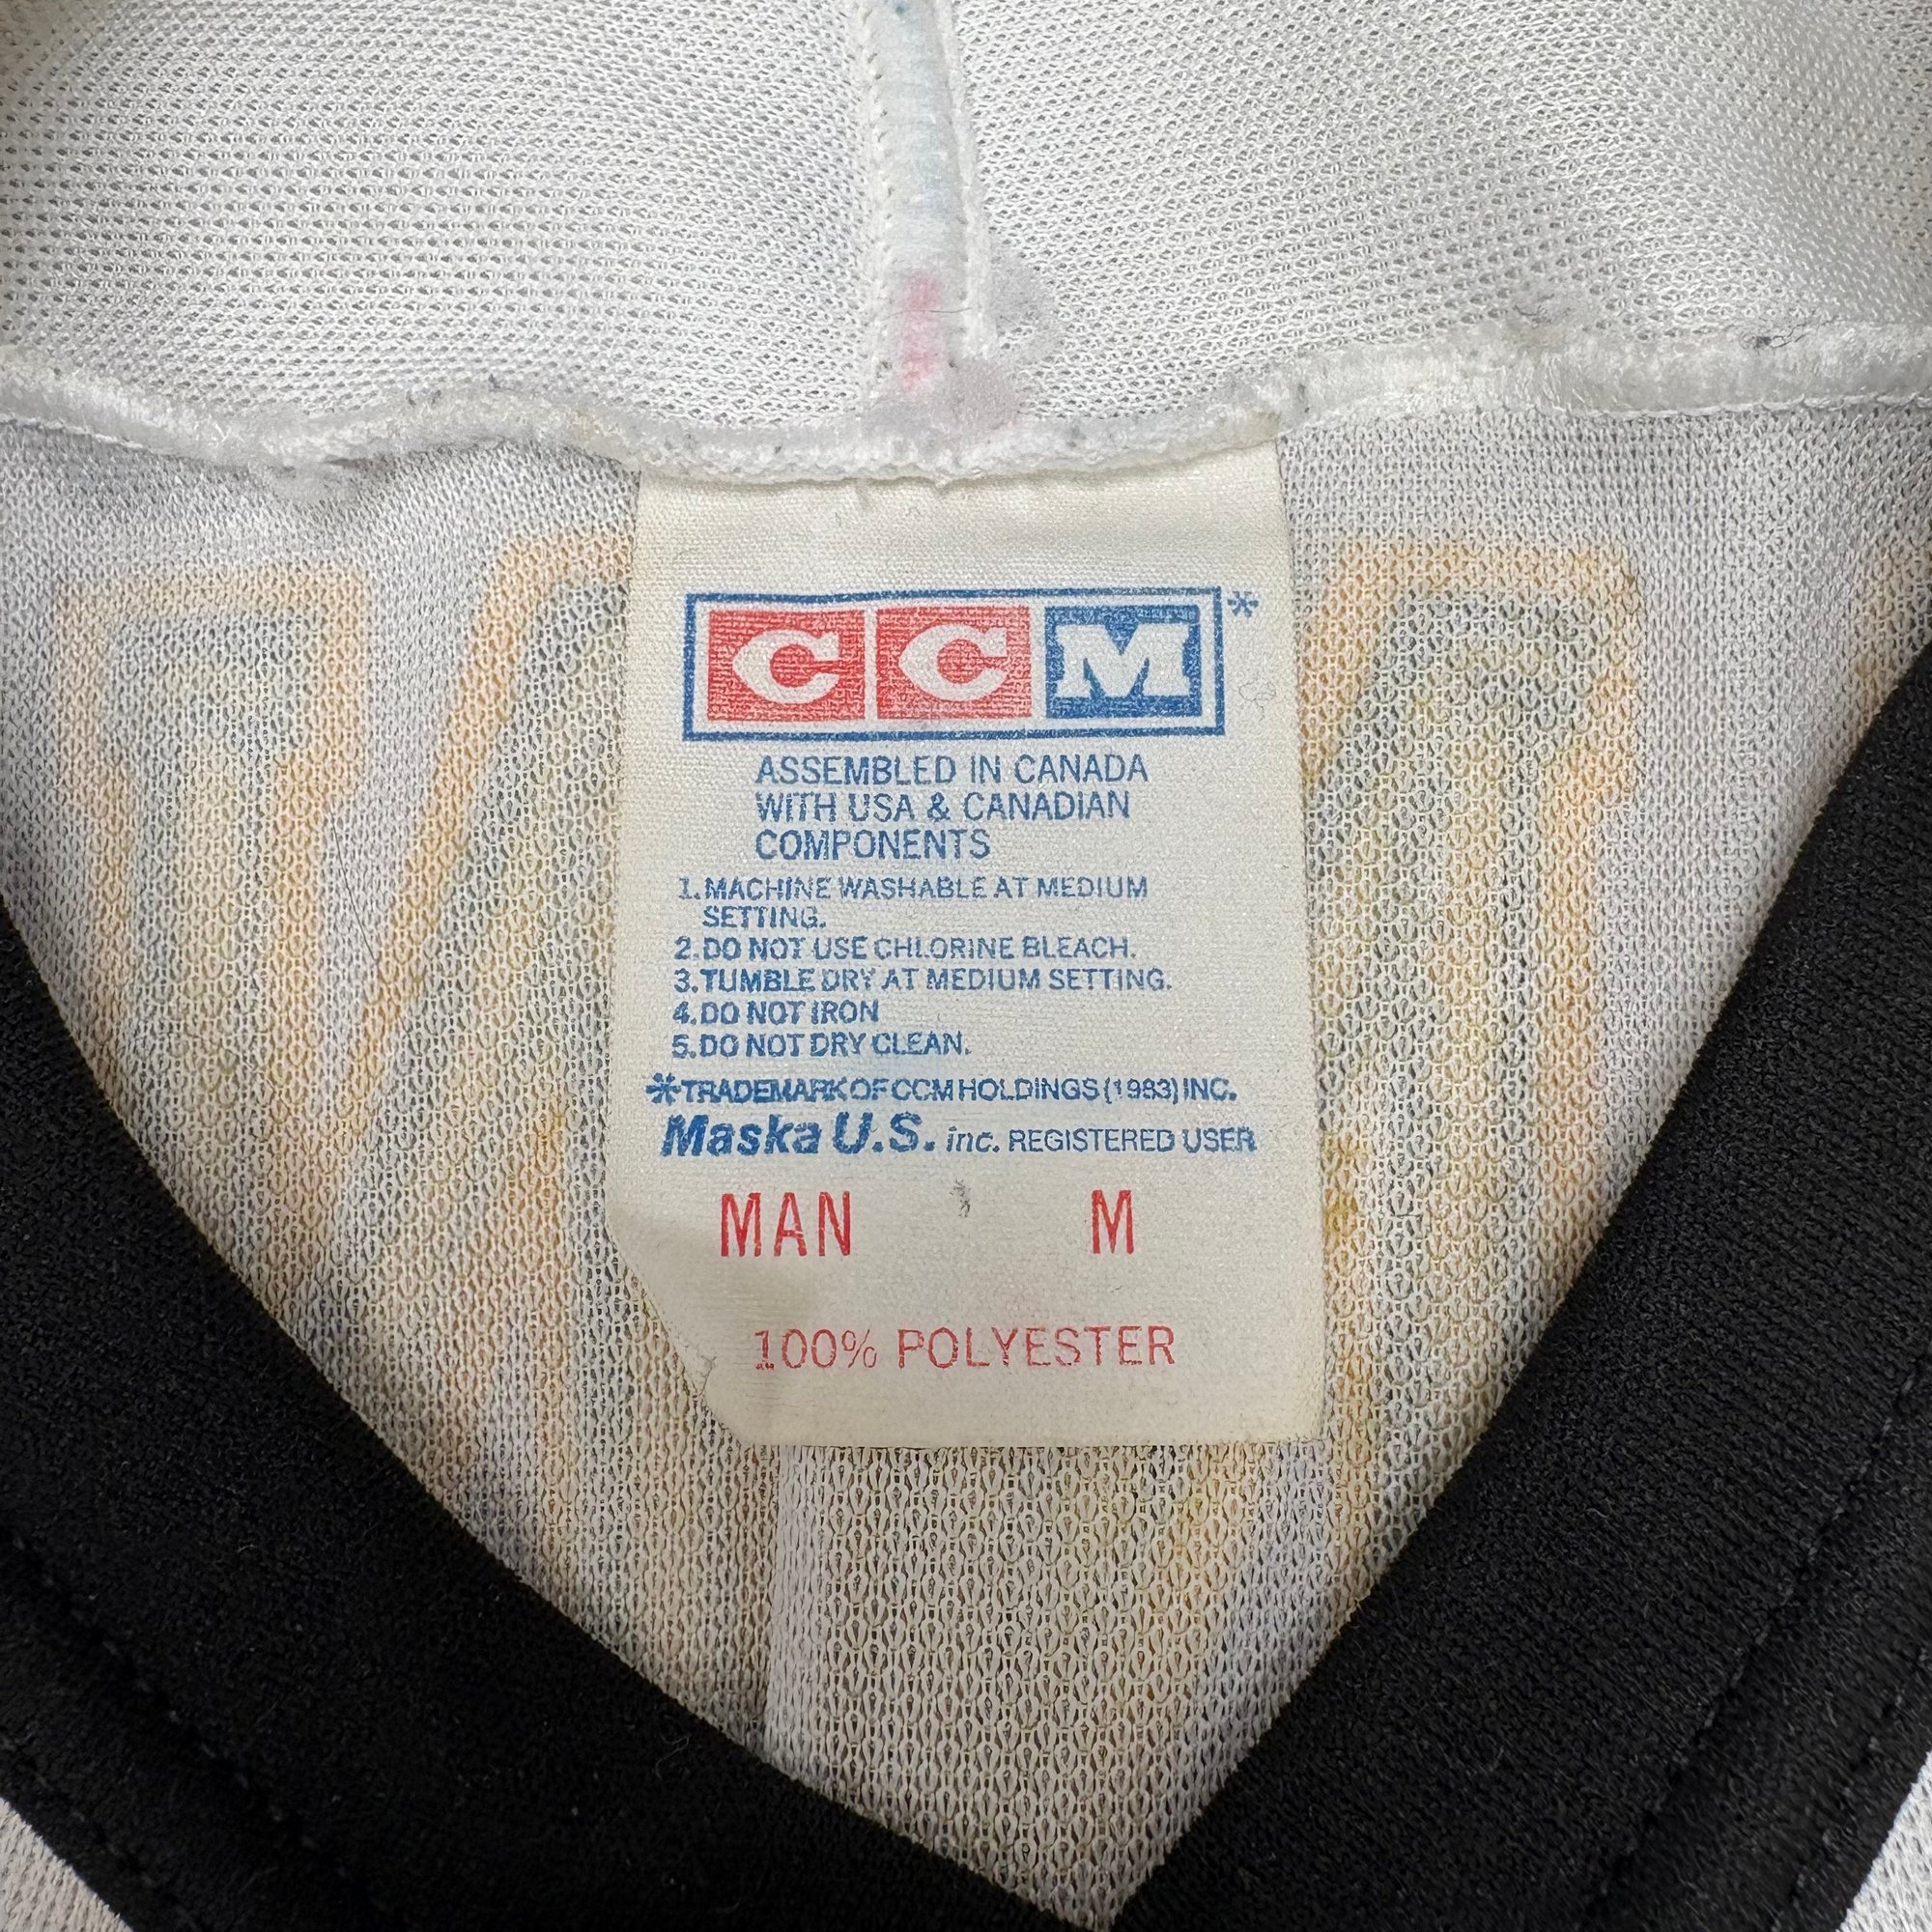 CCM*
ASSEMBLED IN CANADA
WITH USA & CANADIAN
COMPONENTS
1. MACHINE WASHABLE AT MEDIUM
SETTING.
2. DO NOT USE CHLORINE BLEACH.
3. TUMBLE DRY AT MEDIUM SETTING.
4. DO NOT IRON
5. DO NOT DRY CLEAN.
*TRADEMARK OF CCM HOLDINGS (1983) INC.
Maska U.S. inc. REGISTERED USER
MAN M
100% POLYESTER